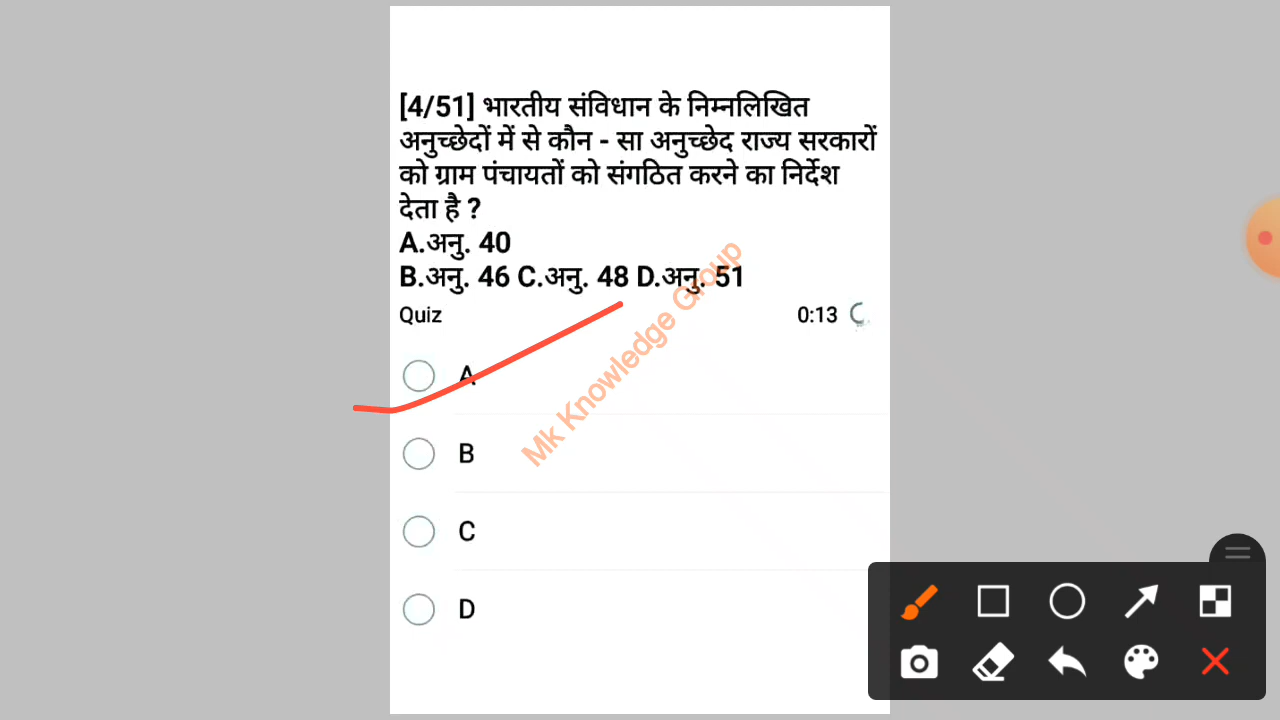 [4/51] भारतीय संविधान के निम्नलिखित
अनुच्छेदों में से कौन - सा अनुच्छेद राज्य सरकारों
को ग्राम पंचायतों को संगठित करने का निर्देश
देता है ?
A.अनु. 40
B.अनु. 46 C.अनु. 48 D.अनु. 51
Quiz 0:13
Mk Knowledge Group
A
B
C
D